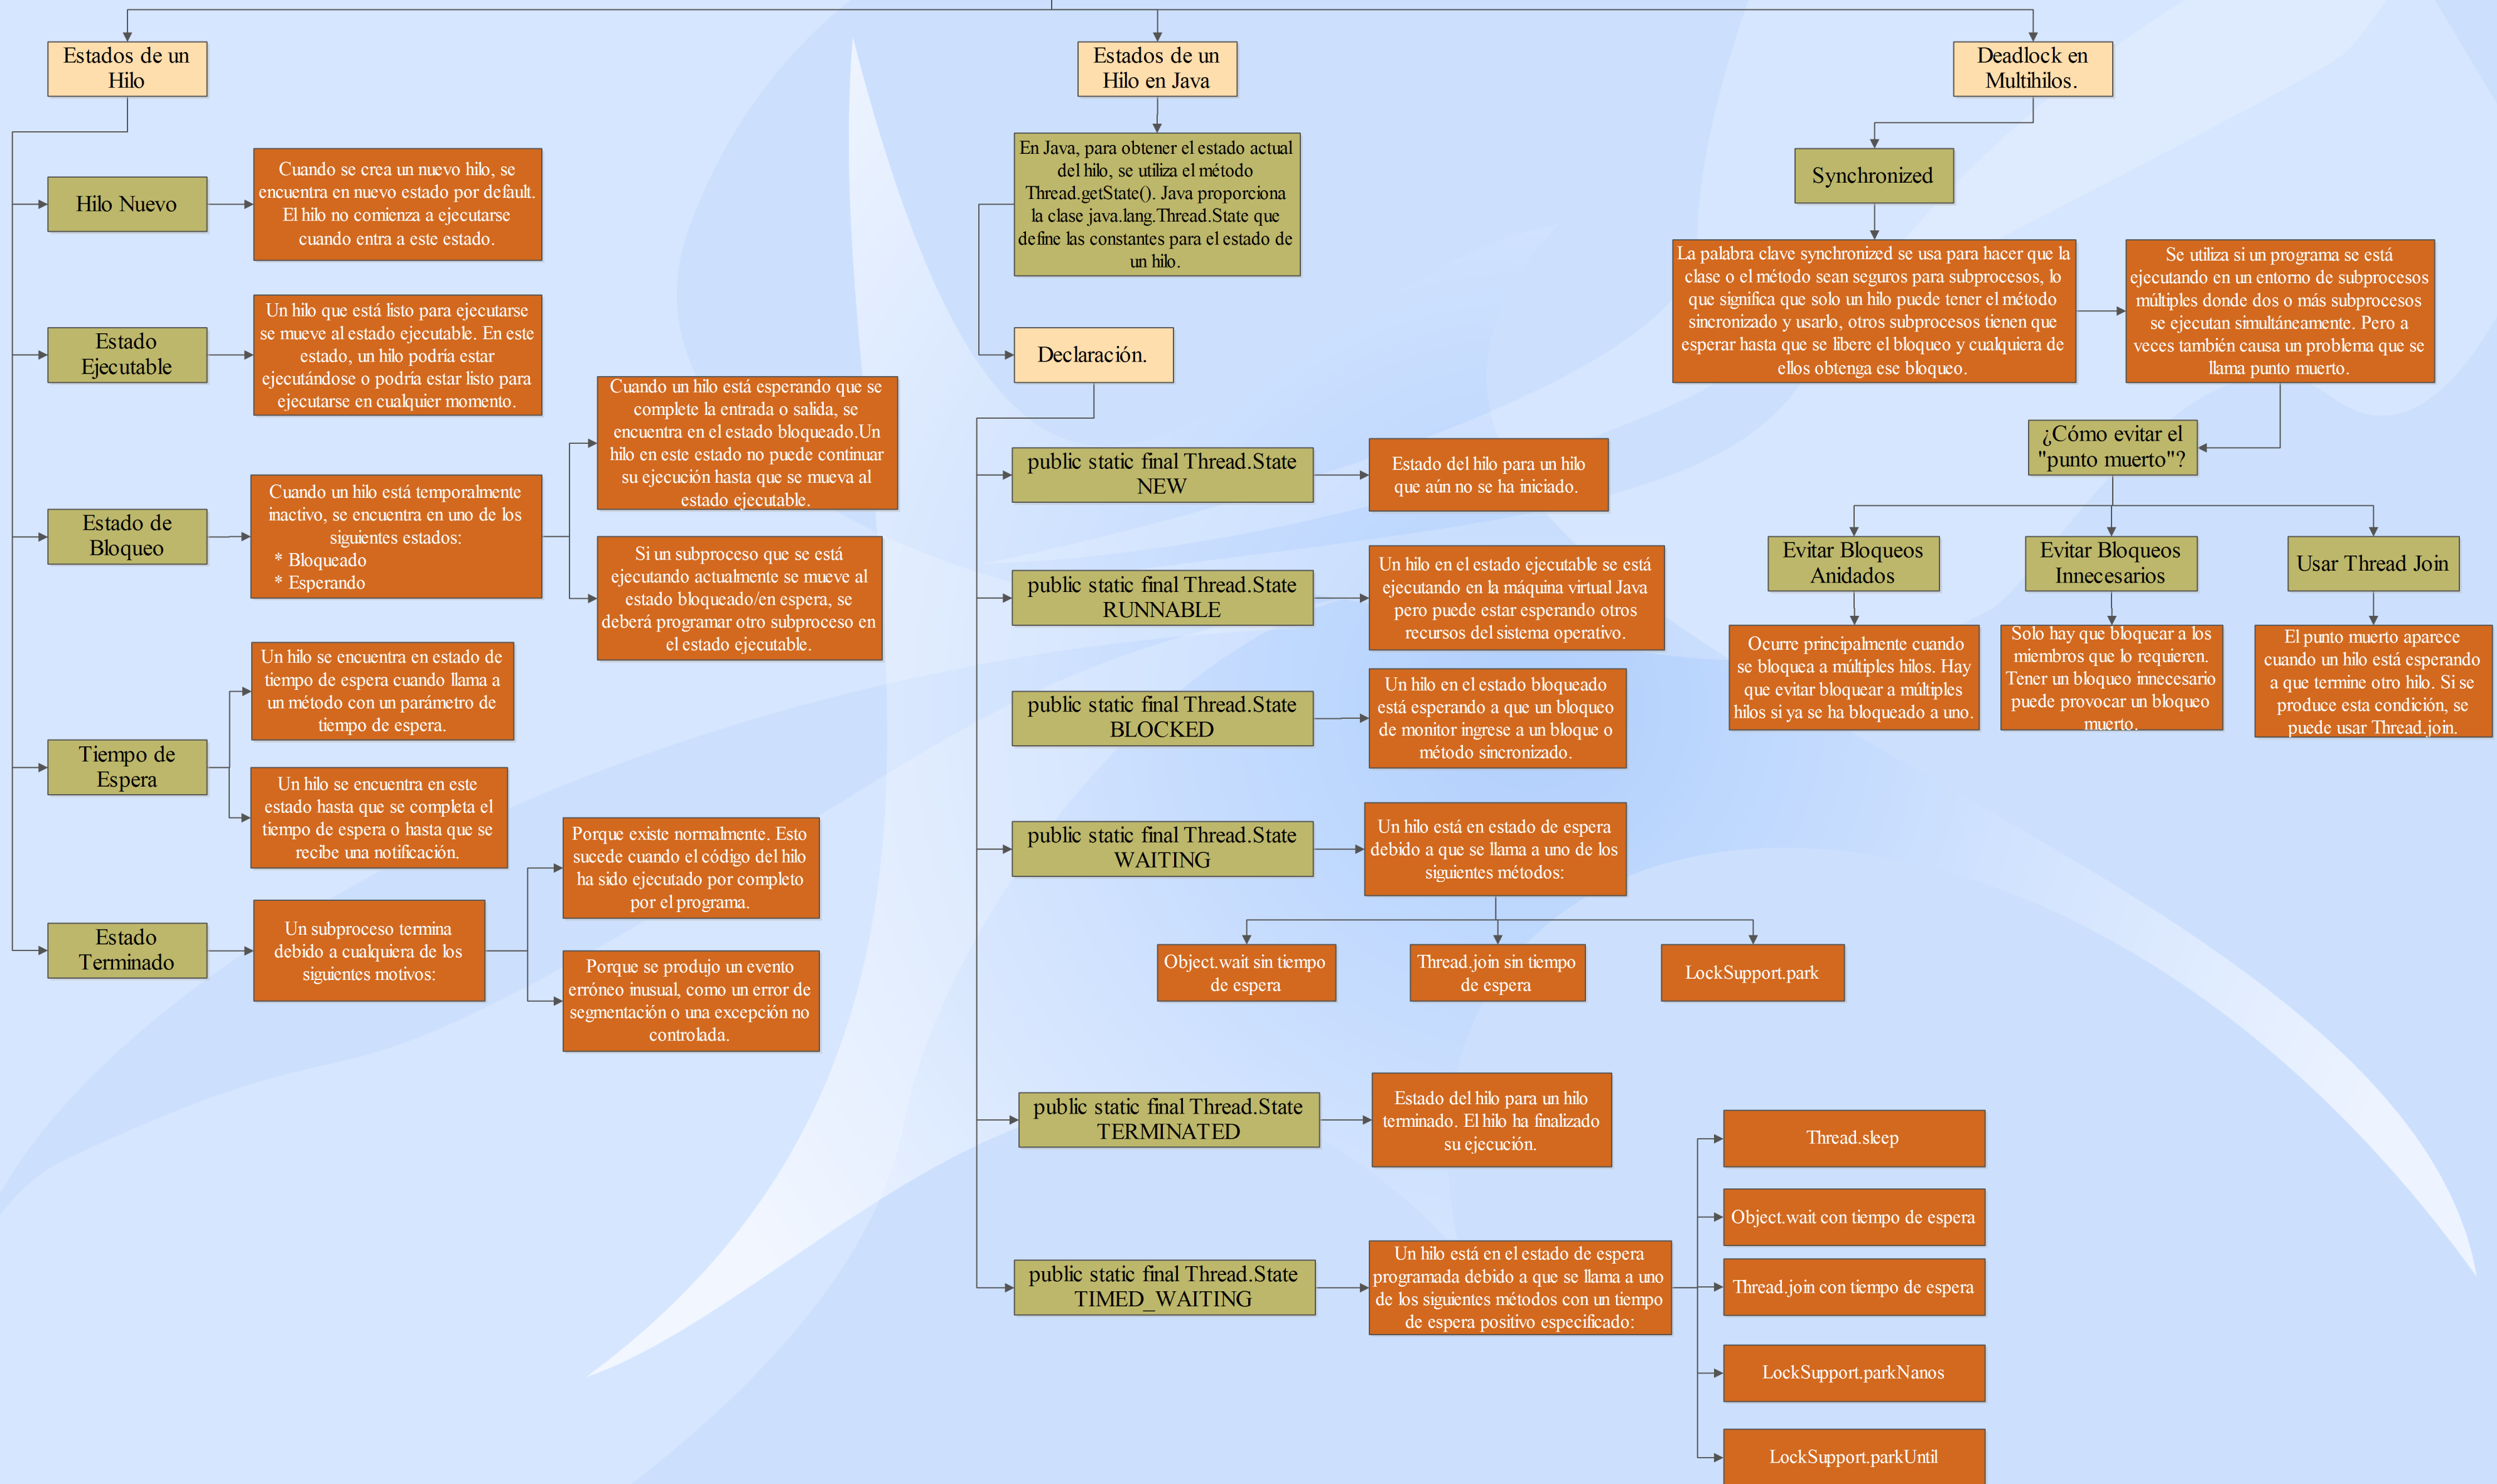 Estados de un
Hilo
Hilo Nuevo
Cuando se crea un nuevo hilo, se
encuentra en nuevo estado por default.
El hilo no comienza a ejecutarse
cuando entra a este estado.
Estado
Ejecutable
Un hilo que está listo para ejecutarse
se mueve al estado ejecutable. En este
estado, un hilo podría estar
ejecutándose o podría estar listo para
ejecutarse en cualquier momento.
Estado de
Bloqueo
Cuando un hilo está temporalmente
inactivo, se encuentra en uno de los
siguientes estados:
* Bloqueado
* Esperando
Cuando un hilo está esperando que se
complete la entrada o salida, se
encuentra en el estado bloqueado.Un
hilo en este estado no puede continuar
su ejecución hasta que se mueva al
estado ejecutable.
Si un subproceso que se está
ejecutando actualmente se mueve al
estado bloqueado/en espera, se
deberá programar otro subproceso en
el estado ejecutable.
Tiempo de
Espera
Un hilo se encuentra en estado de
tiempo de espera cuando llama a
un método con un parámetro de
tiempo de espera.
Un hilo se encuentra en este
estado hasta que se completa el
tiempo de espera o hasta que se
recibe una notificación.
Estado
Terminado
Un subproceso termina
debido a cualquiera de los
siguientes motivos:
Porque existe normalmente. Esto
sucede cuando el código del hilo
ha sido ejecutado por completo
por el programa.
Porque se produjo un evento
erróneo inusual, como un error de
segmentación o una excepción no
controlada.
Estados de un
Hilo en Java
En Java, para obtener el estado actual
del hilo, se utiliza el método
Thread.getState(). Java proporciona
la clase java.lang.Thread.State que
define las constantes para el estado de
un hilo.
Declaración.
public static final Thread.State
NEW
Estado del hilo para un hilo
que aún no se ha iniciado.
public static final Thread.State
RUNNABLE
Un hilo en el estado ejecutable se está
ejecutando en la máquina virtual Java
pero puede estar esperando otros
recursos del sistema operativo.
public static final Thread.State
BLOCKED
Un hilo en el estado bloqueado
está esperando a que un bloqueo
de monitor ingrese a un bloque o
método sincronizado.
public static final Thread.State
WAITING
Un hilo está en estado de espera
debido a que se llama a uno de los
siguientes métodos:
Object.wait sin tiempo
de espera
Thread.join sin tiempo
de espera
LockSupport.park
public static final Thread.State
TERMINATED
Estado del hilo para un hilo
terminado. El hilo ha finalizado
su ejecución.
public static final Thread.State
TIMED_WAITING
Un hilo está en el estado de espera
programada debido a que se llama a uno
de los siguientes métodos con un tiempo
de espera positivo especificado:
Thread.sleep
Object.wait con tiempo de espera
Thread.join con tiempo de espera
LockSupport.parkNanos
LockSupport.parkUntil
Deadlock en
Multihilos.
Synchronized
La palabra clave synchronized se usa para hacer que la
clase o el método sean seguros para subprocesos, lo
que significa que solo un hilo puede tener el método
sincronizado y usarlo, otros subprocesos tienen que
esperar hasta que se libere el bloqueo y cualquiera de
ellos obtenga ese bloqueo.
Se utiliza si un programa se está
ejecutando en un entorno de subprocesos
múltiples donde dos o más subprocesos
se ejecutan simultáneamente. Pero a
veces también causa un problema que se
llama punto muerto.
¿Cómo evitar el
"punto muerto"?
Evitar Bloqueos
Anidados
Ocurre principalmente cuando
se bloquea a múltiples hilos. Hay
que evitar bloquear a múltiples
hilos si ya se ha bloqueado a uno.
Evitar Bloqueos
Innecesarios
Solo hay que bloquear a los
miembros que lo requieren.
Tener un bloqueo innecesario
puede provocar un bloqueo
muerto.
Usar Thread Join
El punto muerto aparece
cuando un hilo está esperando
a que termine otro hilo. Si se
produce esta condición, se
puede usar Thread.join.